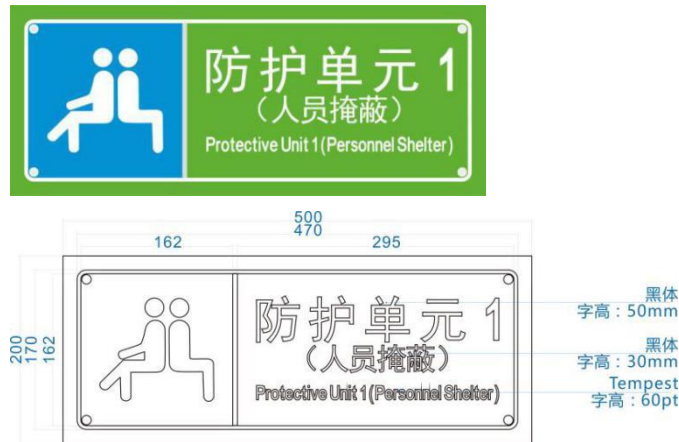 防护单元 1
（人员掩蔽）
Protective Unit 1(Personnel Shelter)
500
470
162
295
200
170
162
防护单元 1
（人员掩蔽）
Protective Unit 1(Personnel Shelter)
黑体
字高：50mm
黑体
字高：30mm
Tempest
字高：60pt